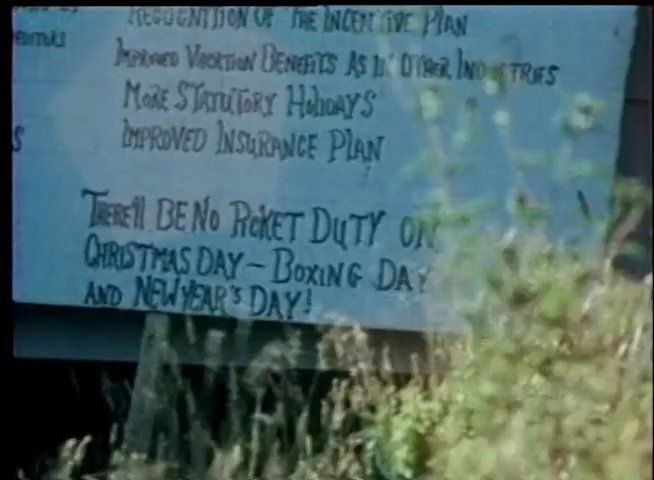 RECOGNITION OF THE INCENTIVE PLAN
EDITORS
IMPROVED VACATION BENEFITS AS IN OTHER INDUSTRIES
MORE STATUTORY HOLIDAYS
S
IMPROVED INSURANCE PLAN
THERE'll BE NO PICKET DUTY ON
CHRISTMAS DAY - BOXING DAY
AND NEW YEAR'S DAY!